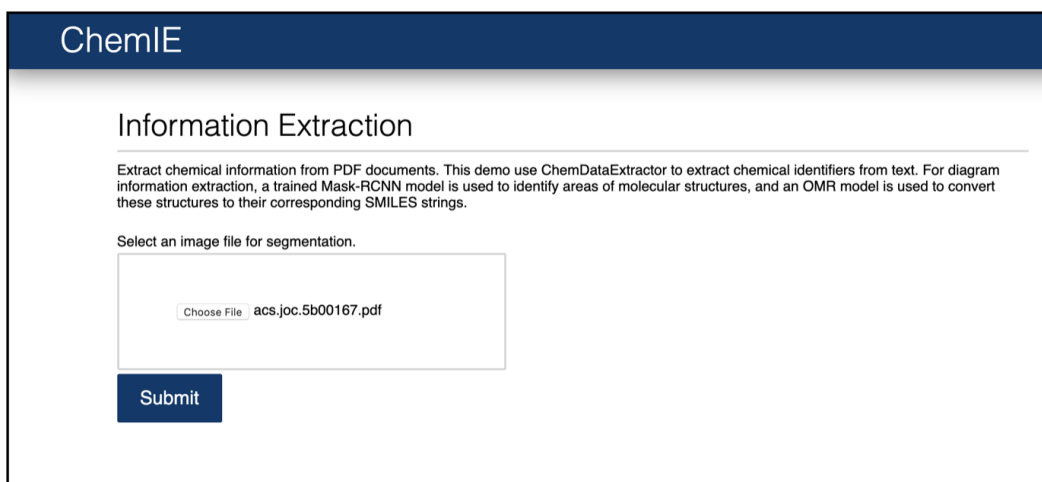 ChemIE
Information Extraction
Extract chemical information from PDF documents. This demo use ChemDataExtractor to extract chemical identifiers from text. For diagram
information extraction, a trained Mask-RCNN model is used to identify areas of molecular structures, and an OMR model is used to convert
these structures to their corresponding SMILES strings.
Select an image file for segmentation.
Choose File acs.joc.5b00167.pdf
Submit